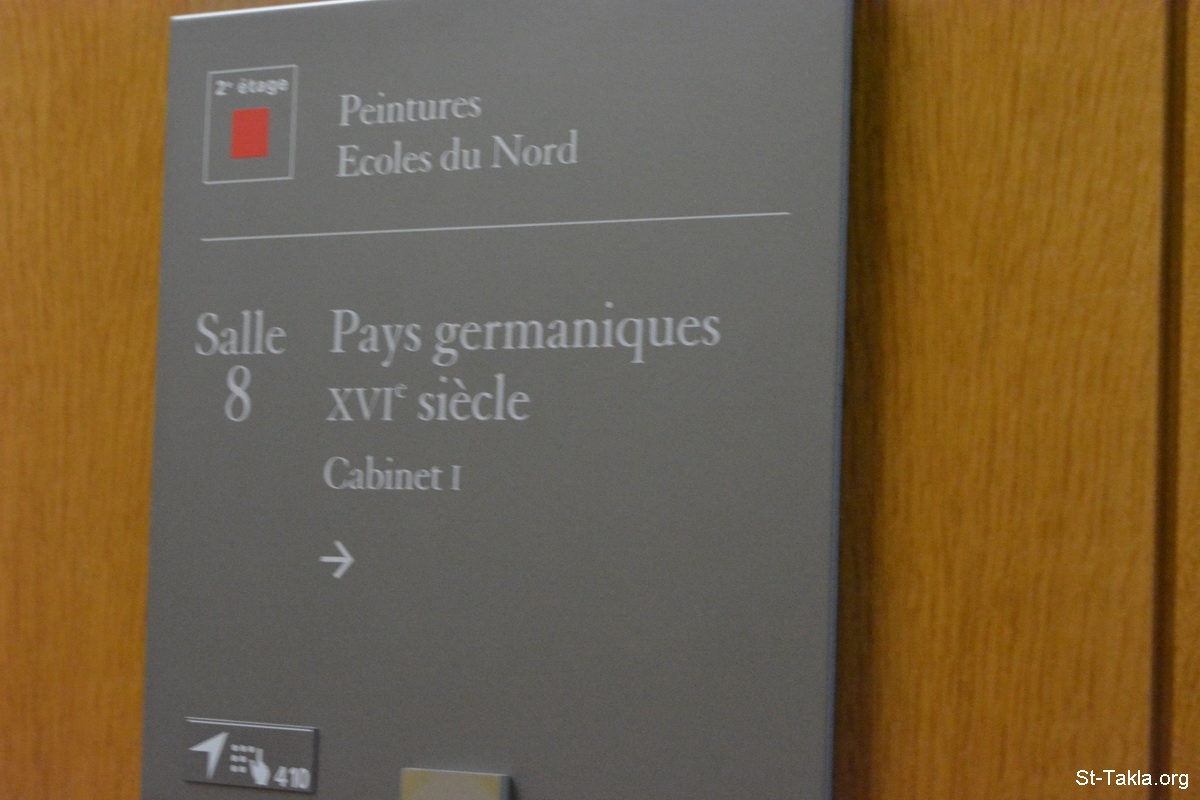 2e étage
Peintures
Ecoles du Nord
Salle
8
Pays germaniques
XVIe siècle
Cabinet I
→
410
St-Takla.org